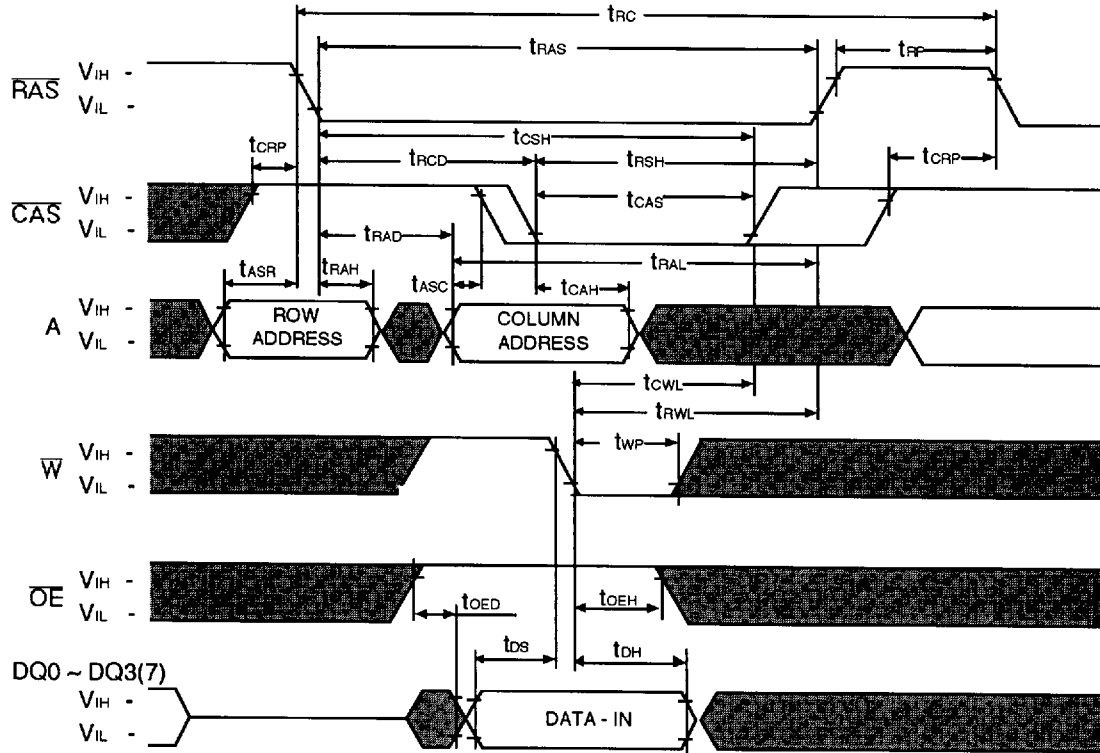 tRC
tRAS
tRP
RAS
VIH -
VIL -
tCSH
tCRP
tRCD
tRSH
tCRP
CAS
VIH -
VIL -
tCAS
tRAD
tRAL
tASR
tRAH
tASC
tCAH
A
VIH -
VIL -
ROW
ADDRESS
COLUMN
ADDRESS
tCWL
tRWL
W
VIH -
VIL -
tWP
OE
VIH -
VIL -
tOED
tOEH
tDS
tDH
DQ0 ~ DQ3(7)
VIH -
VIL -
DATA - IN